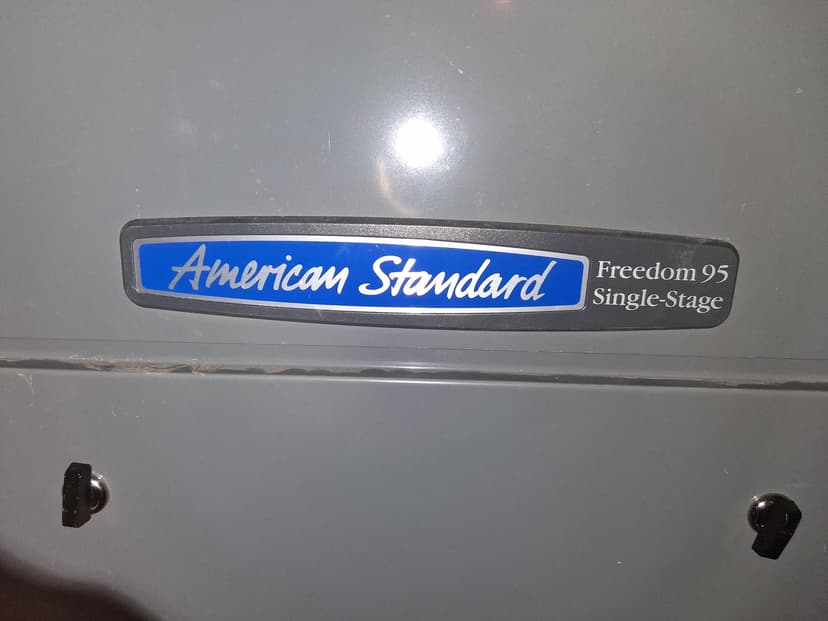 American Standard
Freedom 95
Single-Stage